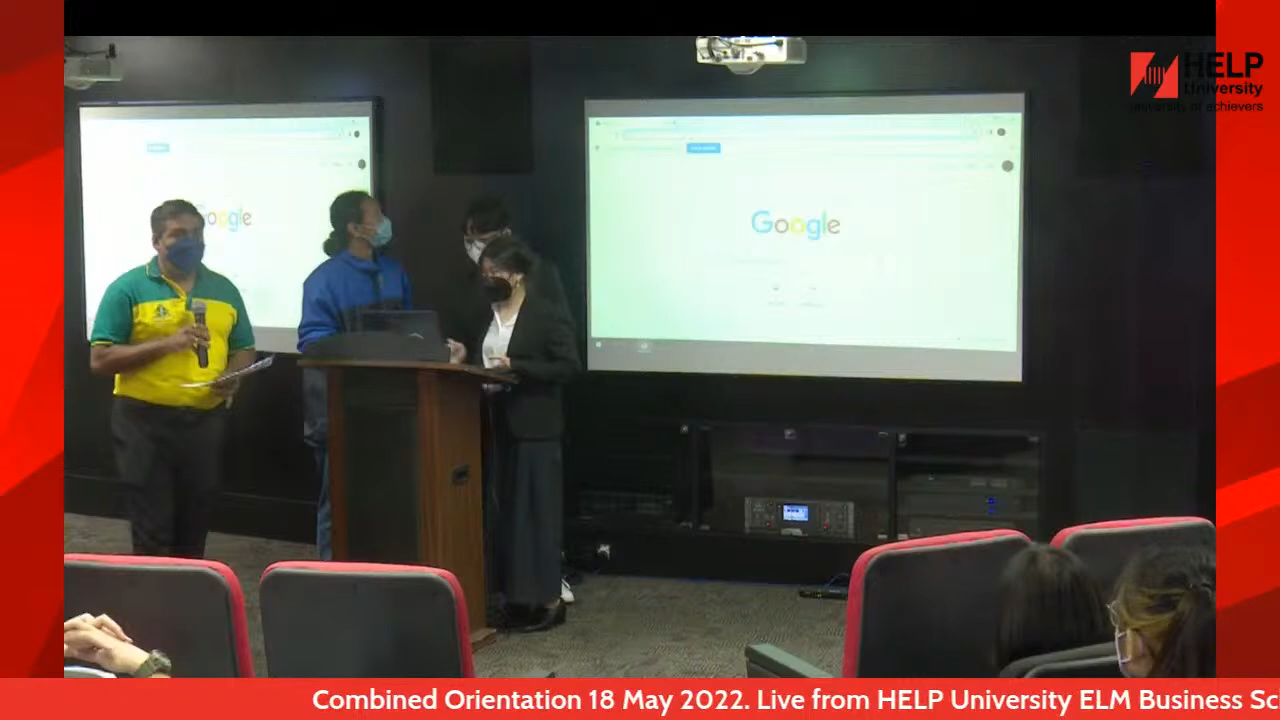 HELP
University
university of achievers
Google
Google
Combined Orientation 18 May 2022. Live from HELP University ELM Business Sc